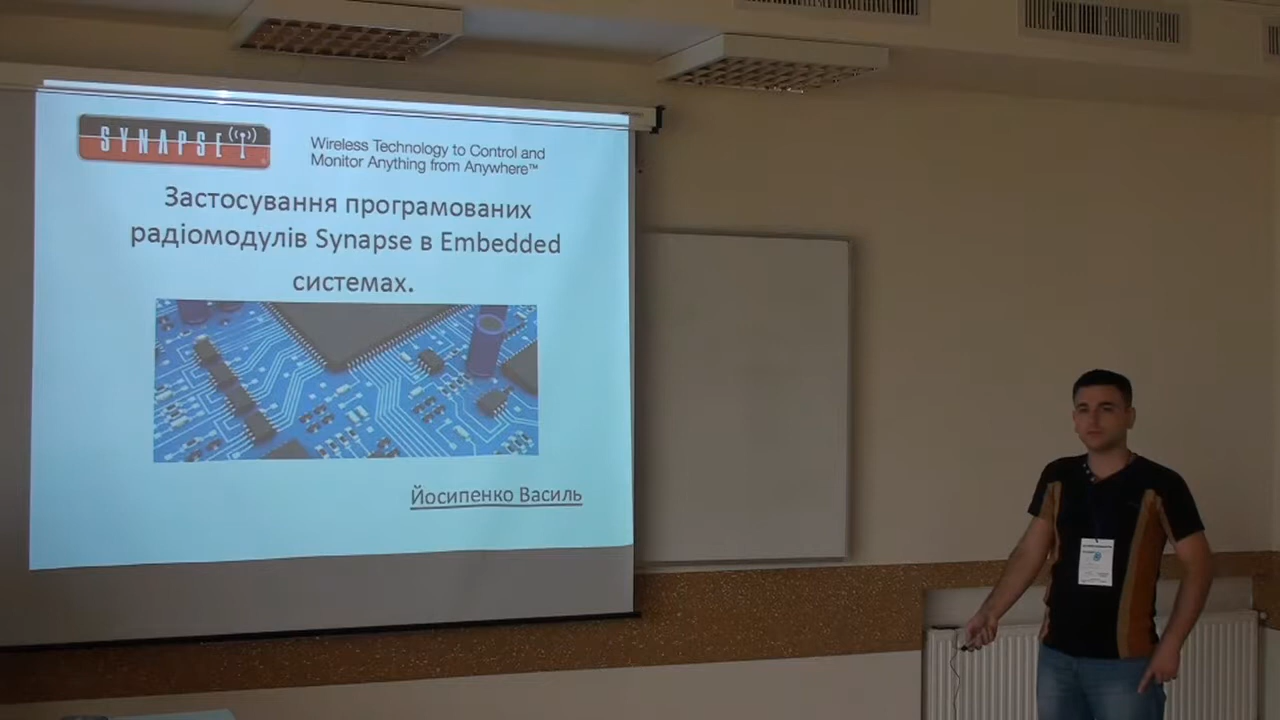 SYNAPSE
Wireless Technology to Control and
Monitor Anything from Anywhere™
Застосування програмованих
радіомодулів Synapse в Embedded
системах.
Йосипенко Василь